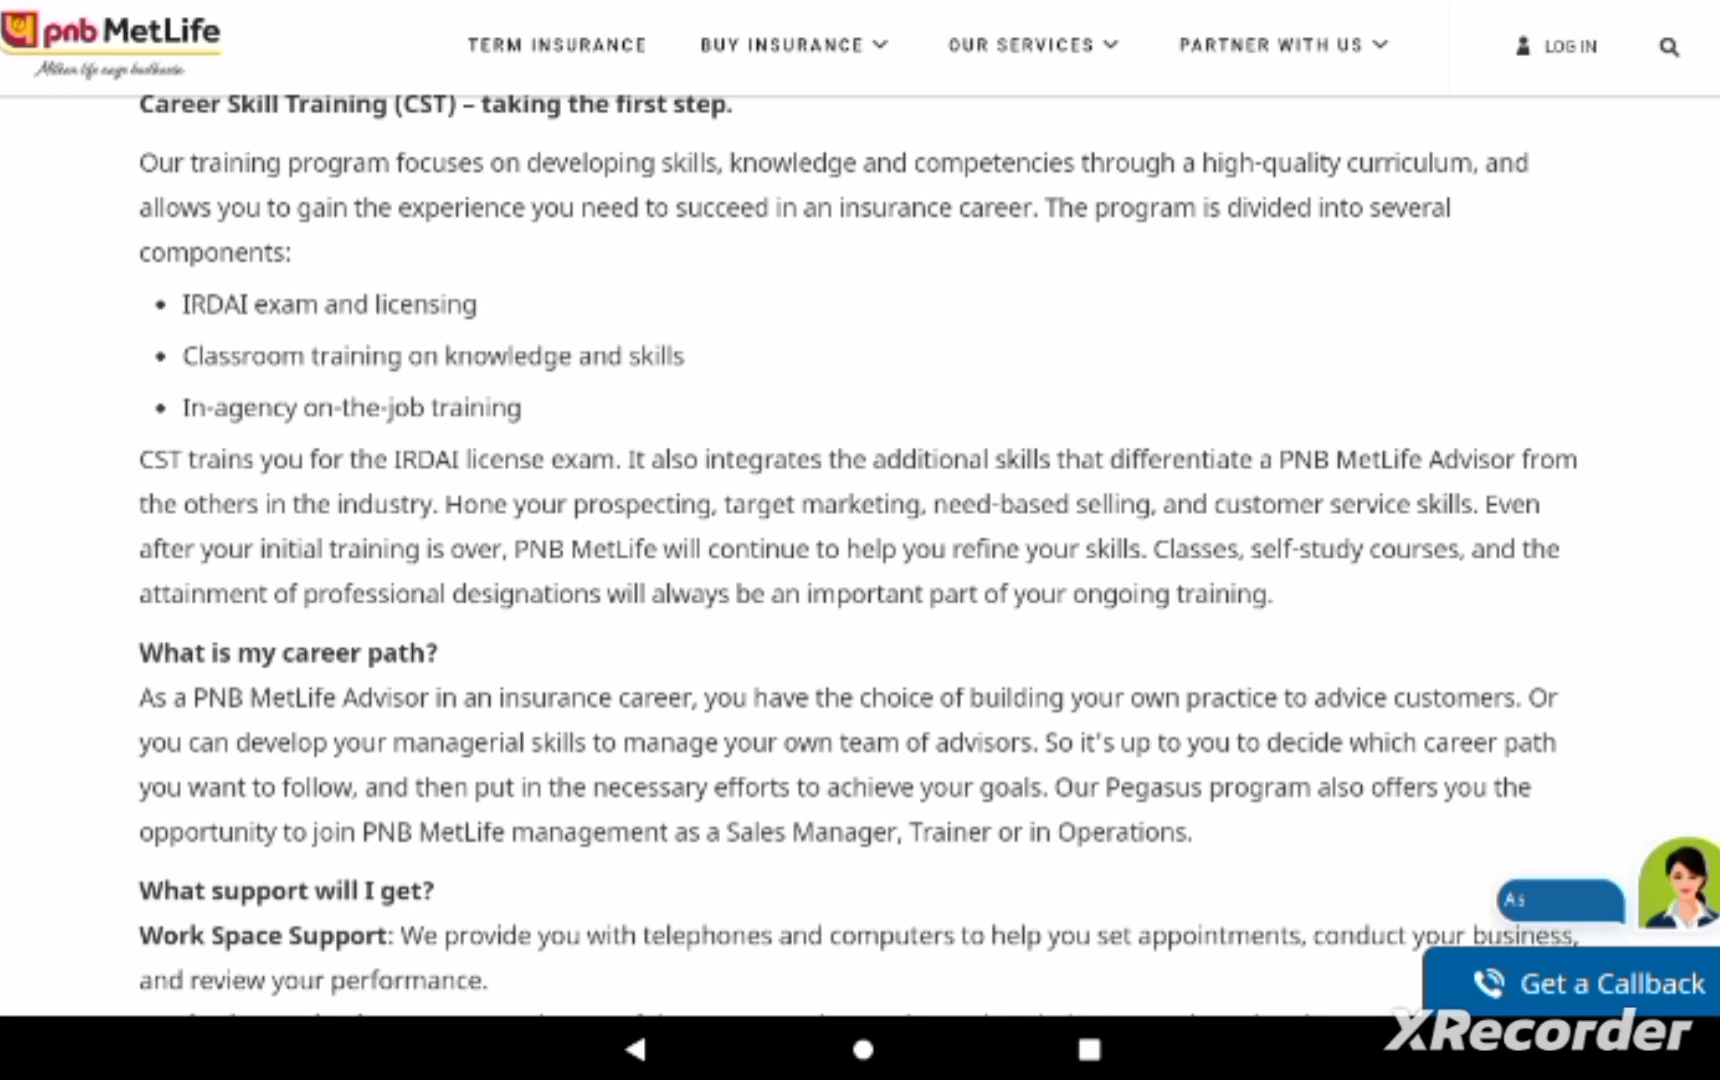 pnb MetLife
Milkar life aage badhaein
TERM INSURANCE
BUY INSURANCE
OUR SERVICES
PARTNER WITH US
LOG IN
Career Skill Training (CST) – taking the first step.
Our training program focuses on developing skills, knowledge and competencies through a high-quality curriculum, and
allows you to gain the experience you need to succeed in an insurance career. The program is divided into several
components:
• IRDAI exam and licensing
• Classroom training on knowledge and skills
• In-agency on-the-job training
CST trains you for the IRDAI license exam. It also integrates the additional skills that differentiate a PNB MetLife Advisor from
the others in the industry. Hone your prospecting, target marketing, need-based selling, and customer service skills. Even
after your initial training is over, PNB MetLife will continue to help you refine your skills. Classes, self-study courses, and the
attainment of professional designations will always be an important part of your ongoing training.
What is my career path?
As a PNB MetLife Advisor in an insurance career, you have the choice of building your own practice to advice customers. Or
you can develop your managerial skills to manage your own team of advisors. So it's up to you to decide which career path
you want to follow, and then put in the necessary efforts to achieve your goals. Our Pegasus program also offers you the
opportunity to join PNB MetLife management as a Sales Manager, Trainer or in Operations.
What support will I get?
As
Work Space Support: We provide you with telephones and computers to help you set appointments, conduct your business,
and review your performance.
Get a Callback
XRecorder